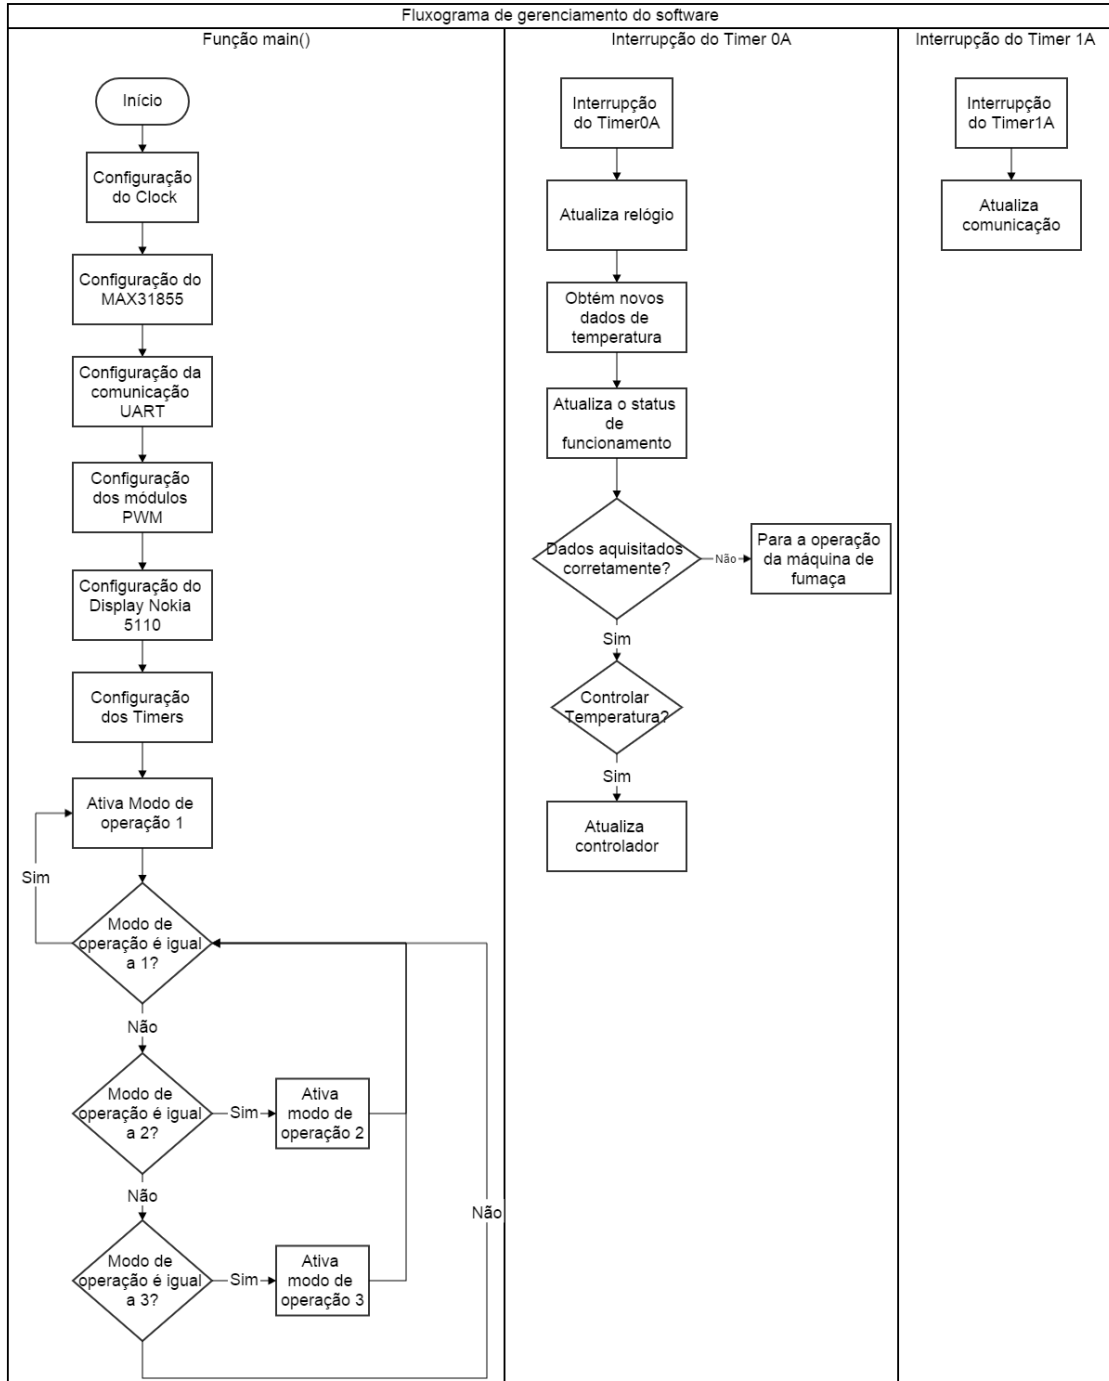 Fluxograma de gerenciamento do software
Função main()
Início
Configuração
do Clock
Configuração do
MAX31855
Configuração da
comunicação
UART
Configuração
dos módulos
PWM
Configuração do
Display Nokia
5110
Configuração
dos Timers
Ativa Modo de
operação 1
Sim
Modo de
operação é igual
a 1?
Não
Modo de
operação é igual
a 2?
Sim
Ativa
modo de
operação 2
Não
Modo de
operação é igual
a 3?
Sim
Ativa
modo de
operação 3
Não
Interrupção do Timer 0A
Interrupção
do Timer0A
Atualiza relógio
Obtém novos
dados de
temperatura
Atualiza o status
de
funcionamento
Dados aquisitados
corretamente?
Não
Para a operação
da máquina de
fumaça
Sim
Controlar
Temperatura?
Sim
Atualiza
controlador
Interrupção do Timer 1A
Interrupção
do Timer1A
Atualiza
comunicação